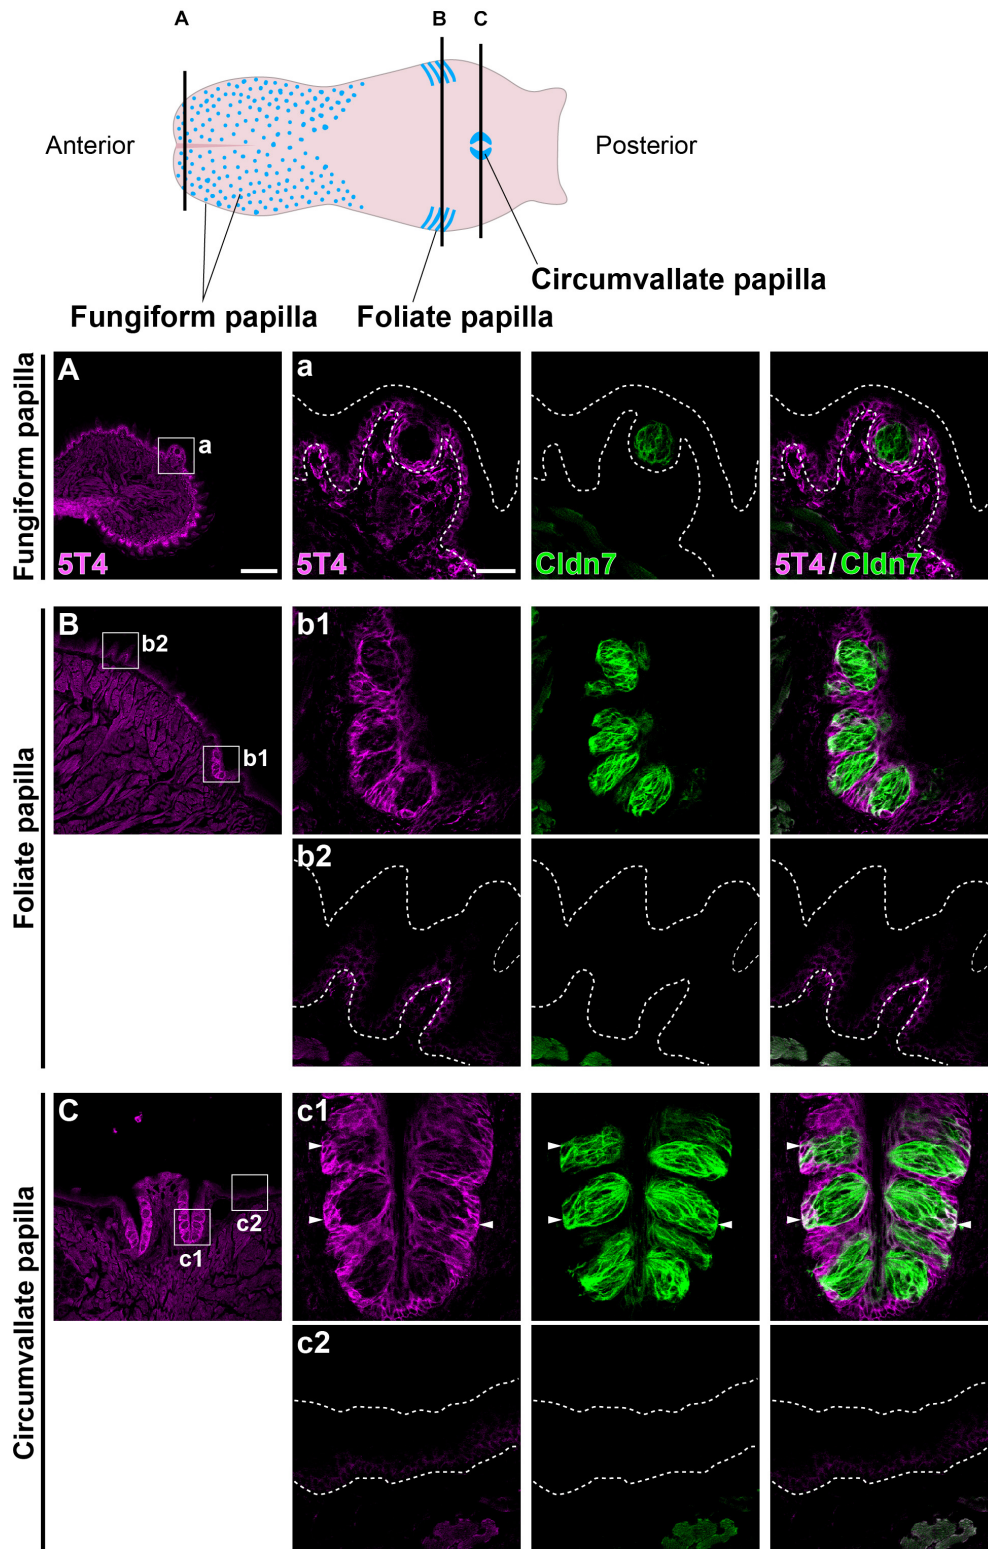 A
B
C
Anterior
Posterior
Circumvallate papilla
Fungiform papilla
Foliate papilla
Fungiform papilla
A
a
5T4
a
5T4
Cldn7
5T4/Cldn7
Foliate papilla
B
b2
b1
b1
b2
Circumvallate papilla
C
c2
c1
c1
c2